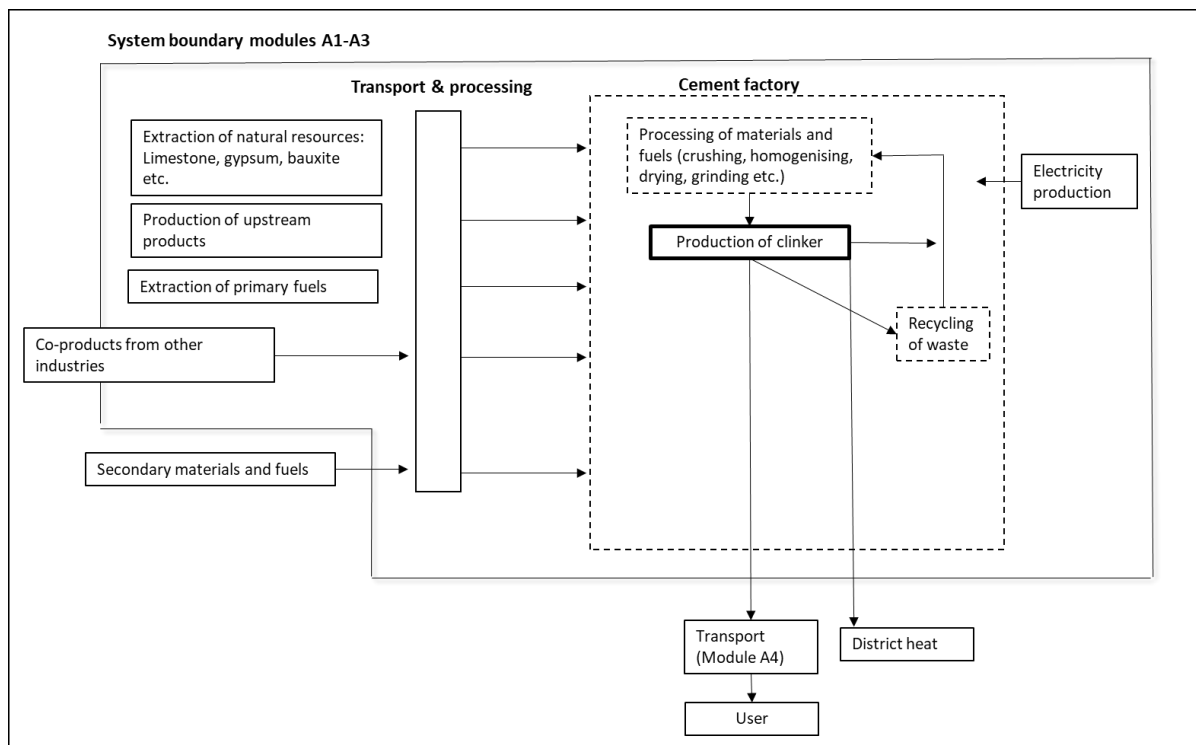 System boundary modules A1-A3
Transport & processing
Cement factory
Extraction of natural resources:
Limestone, gypsum, bauxite
etc.
Processing of materials and
fuels (crushing, homogenising,
drying, grinding etc.)
Electricity
production
Production of upstream
products
Production of clinker
Extraction of primary fuels
Recycling
of waste
Co-products from other
industries
Secondary materials and fuels
Transport
(Module A4)
District heat
User